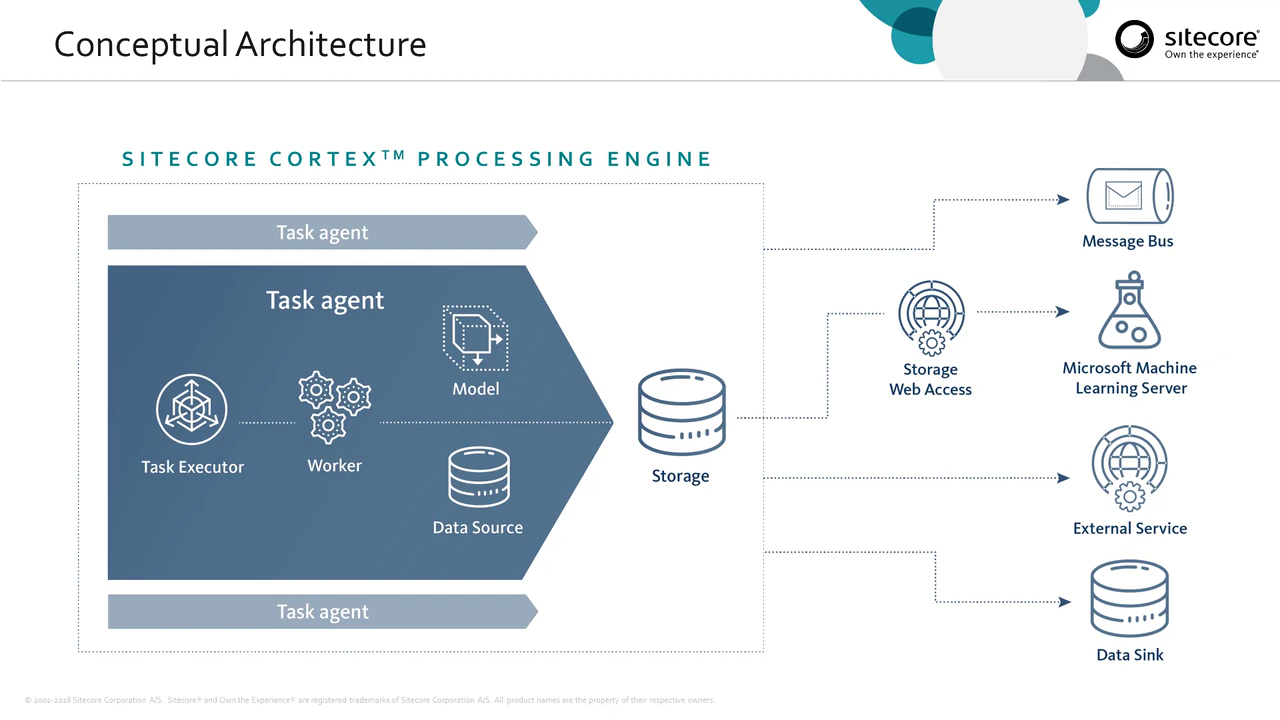 Conceptual Architecture
sitecore®
Own the experience®
SITECORE CORTEX™ PROCESSING ENGINE
Task agent
Task agent
Model
Task Executor
Worker
Data Source
Task agent
Storage
Storage
Web Access
Message Bus
Microsoft Machine
Learning Server
External Service
Data Sink
© 2001-2018 Sitecore Corporation A/S. Sitecore® and Own the Experience® are registered trademarks of Sitecore Corporation A/S. All product names are the property of their respective owners.